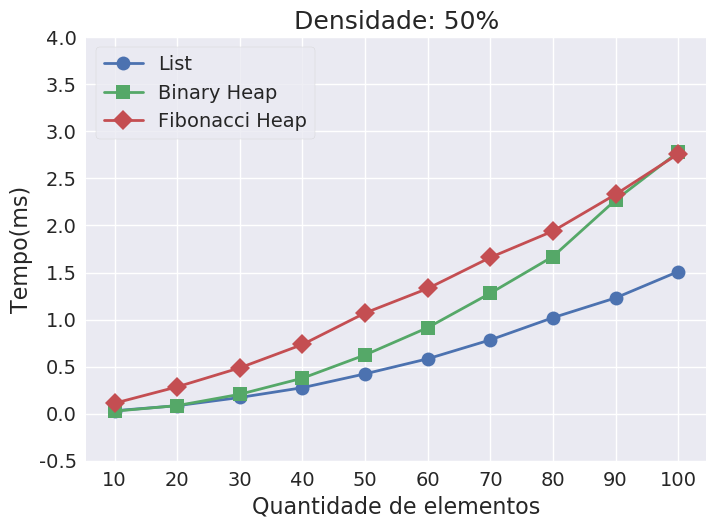 Densidade: 50%
4.0
3.5
3.0
2.5
2.0
1.5
1.0
0.5
0.0
-0.5
Tempo(ms)
List
Binary Heap
Fibonacci Heap
10 20 30 40 50 60 70 80 90 100
Quantidade de elementos